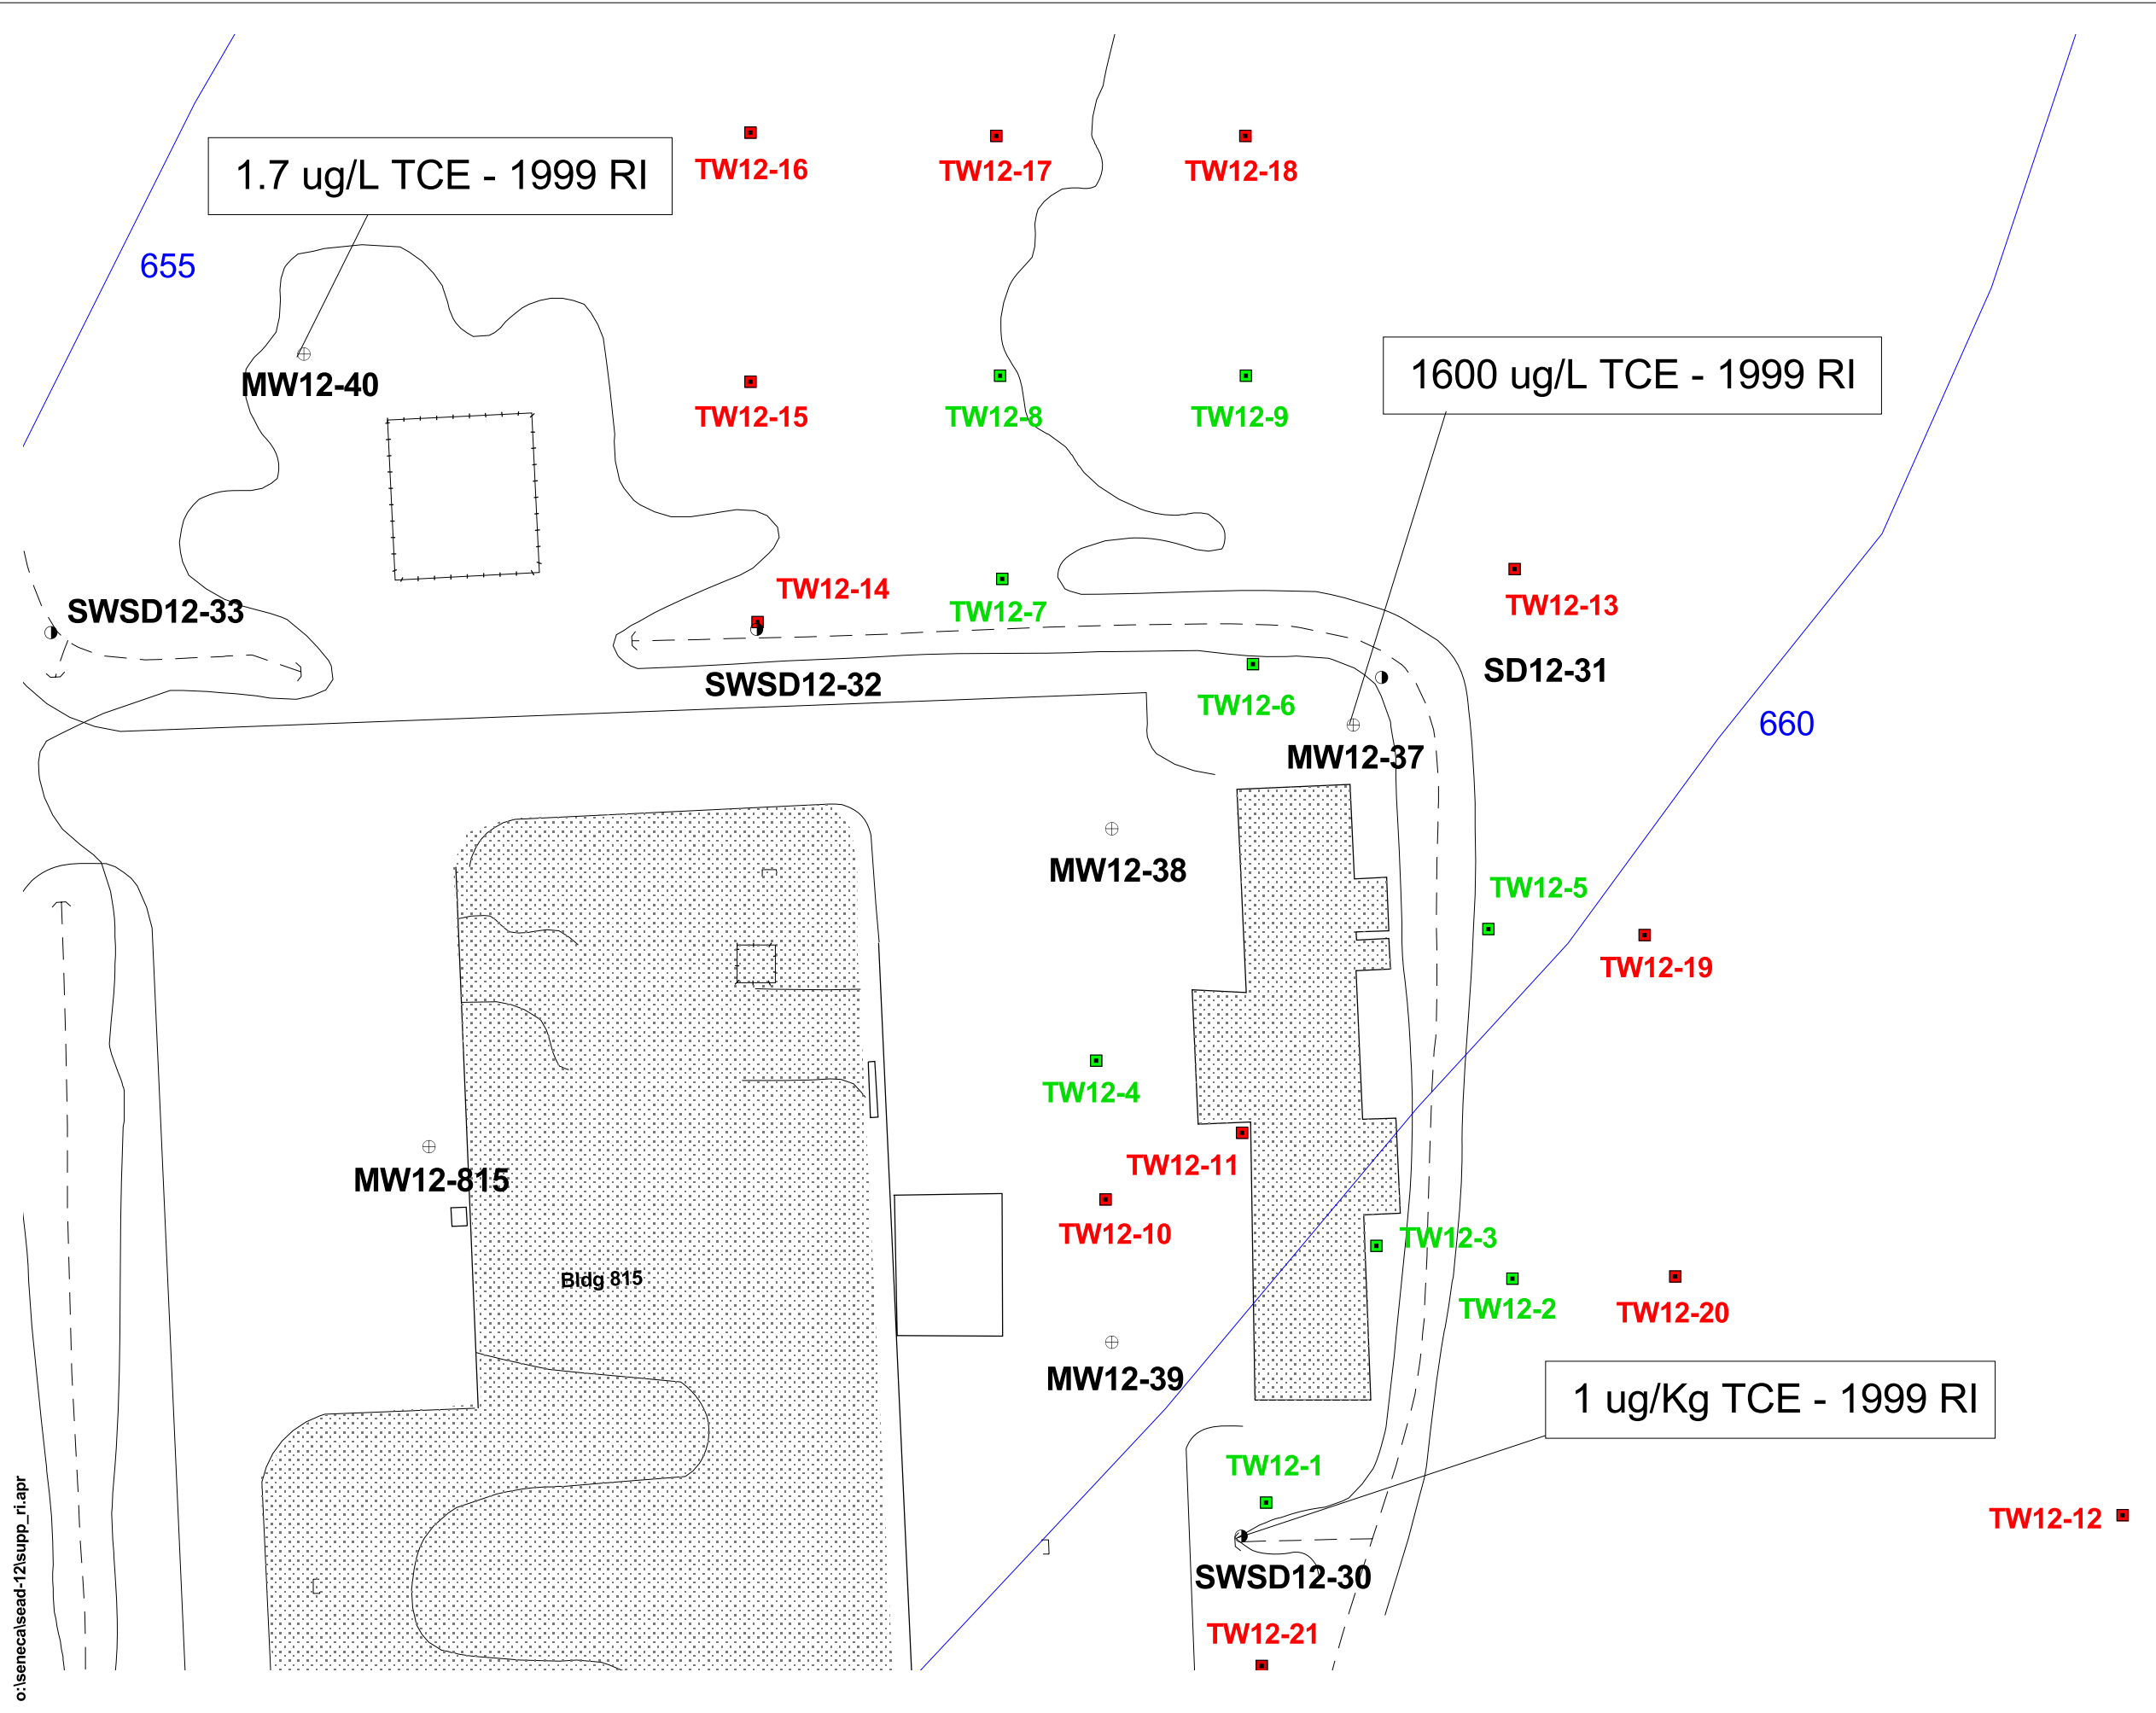 TW12-16
TW12-17
TW12-18
1.7 ug/L TCE - 1999 RI
655
MW12-40
TW12-15
TW12-8
TW12-9
1600 ug/L TCE - 1999 RI
SWSD12-33
TW12-14
TW12-7
TW12-13
SWSD12-32
SD12-31
TW12-6
660
MW12-37
MW12-38
TW12-5
TW12-19
TW12-4
TW12-11
MW12-815
TW12-10
TW12-3
Bldg 815
TW12-2
TW12-20
MW12-39
1 ug/Kg TCE - 1999 RI
TW12-1
TW12-12
SWSD12-30
TW12-21
o:\seneca\sead-12\supp_ri.apr